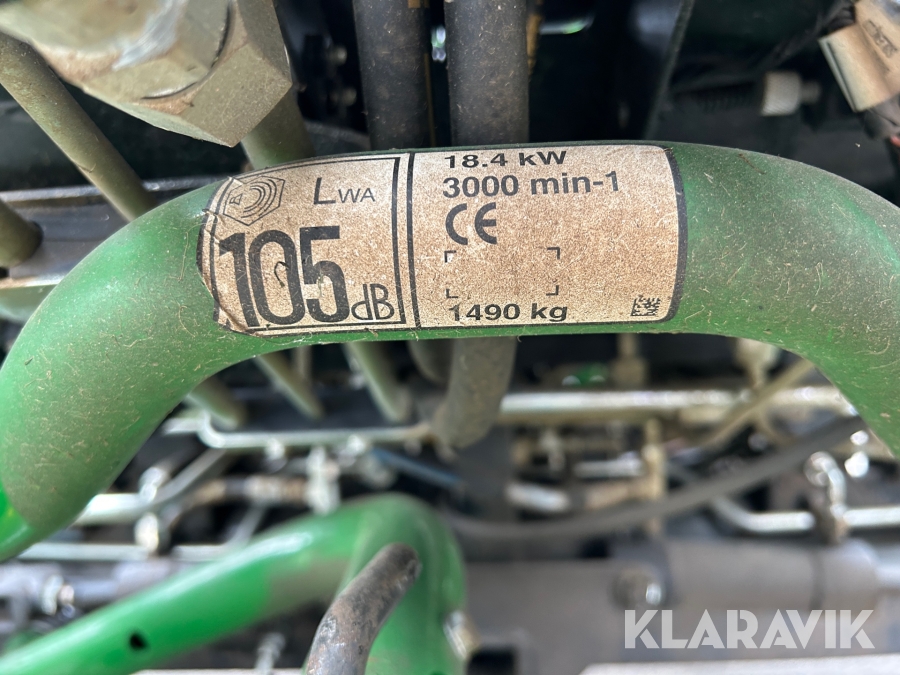 LWA
105dB
18.4 kW
3000 min-1
CE
1490 kg
KLARAVIK